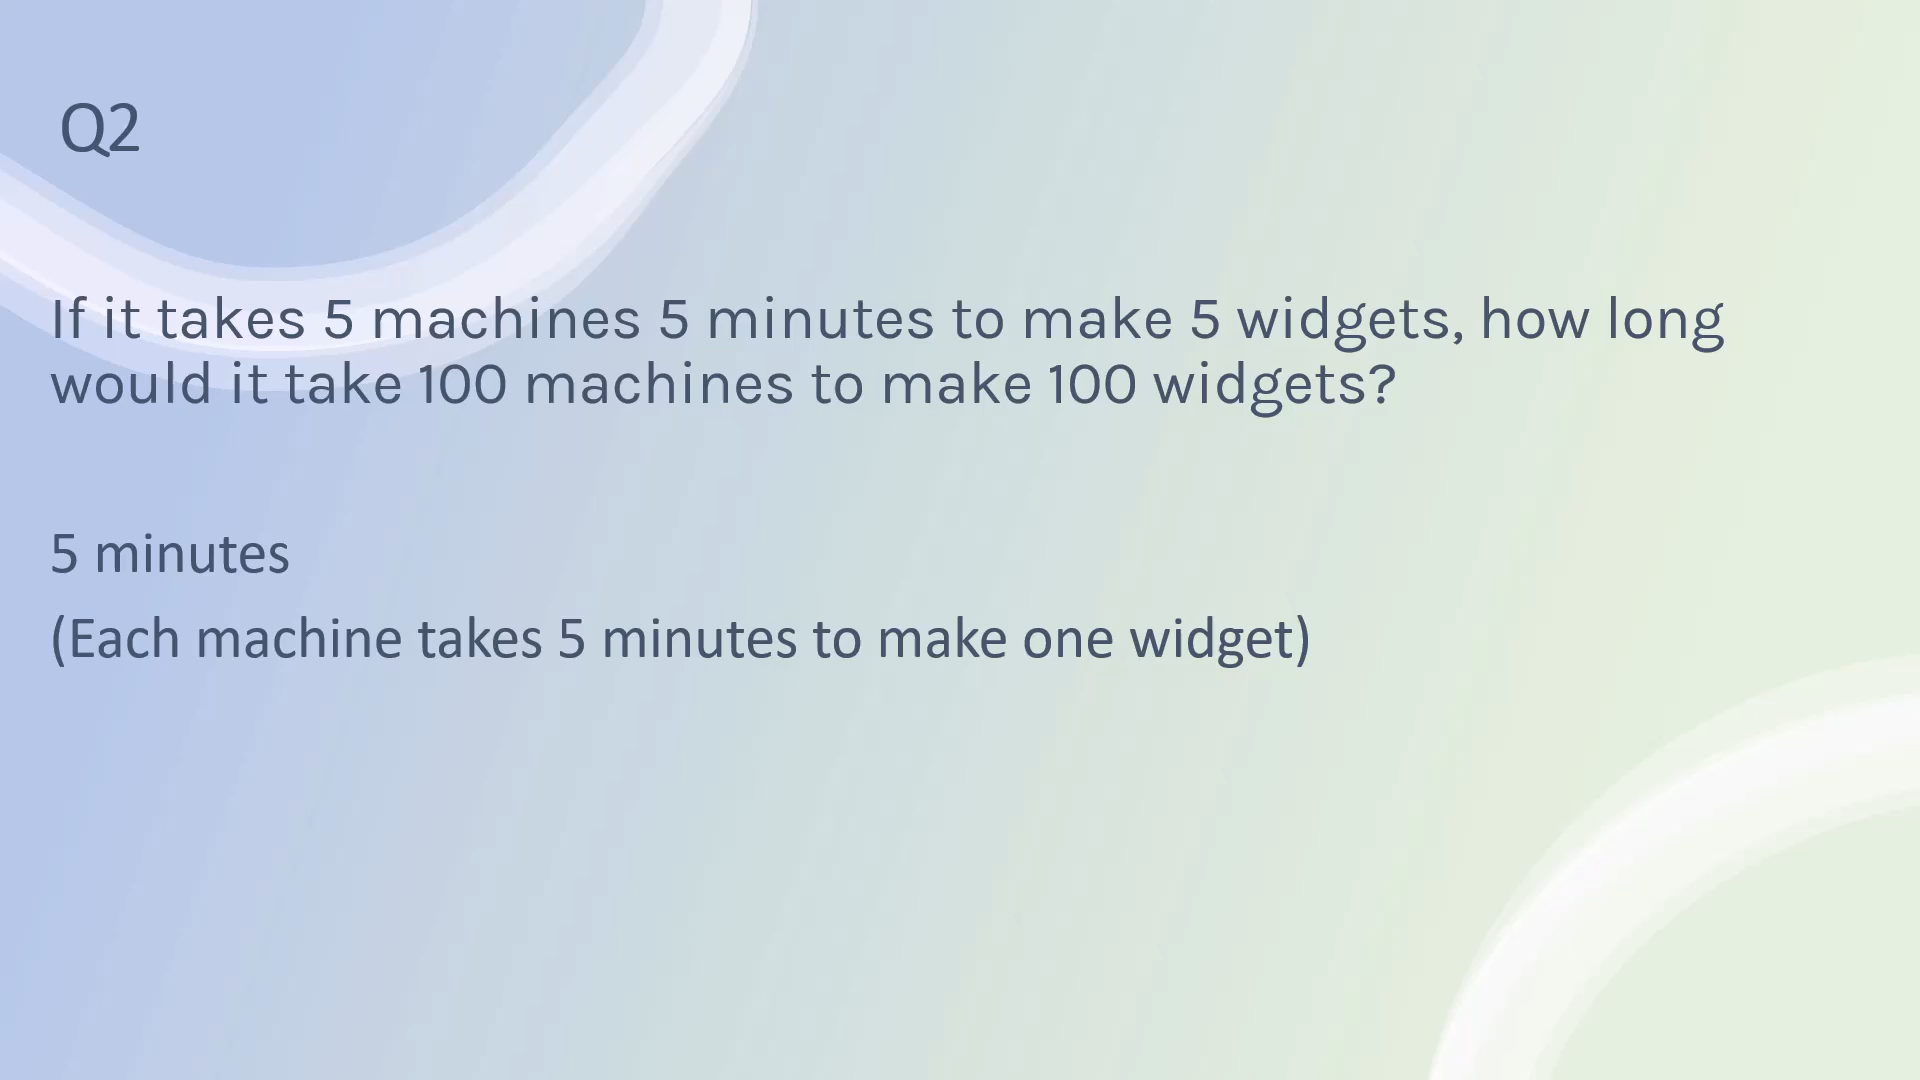 Q2
If it takes 5 machines 5 minutes to make 5 widgets, how long
would it take 100 machines to make 100 widgets?
5 minutes
(Each machine takes 5 minutes to make one widget)